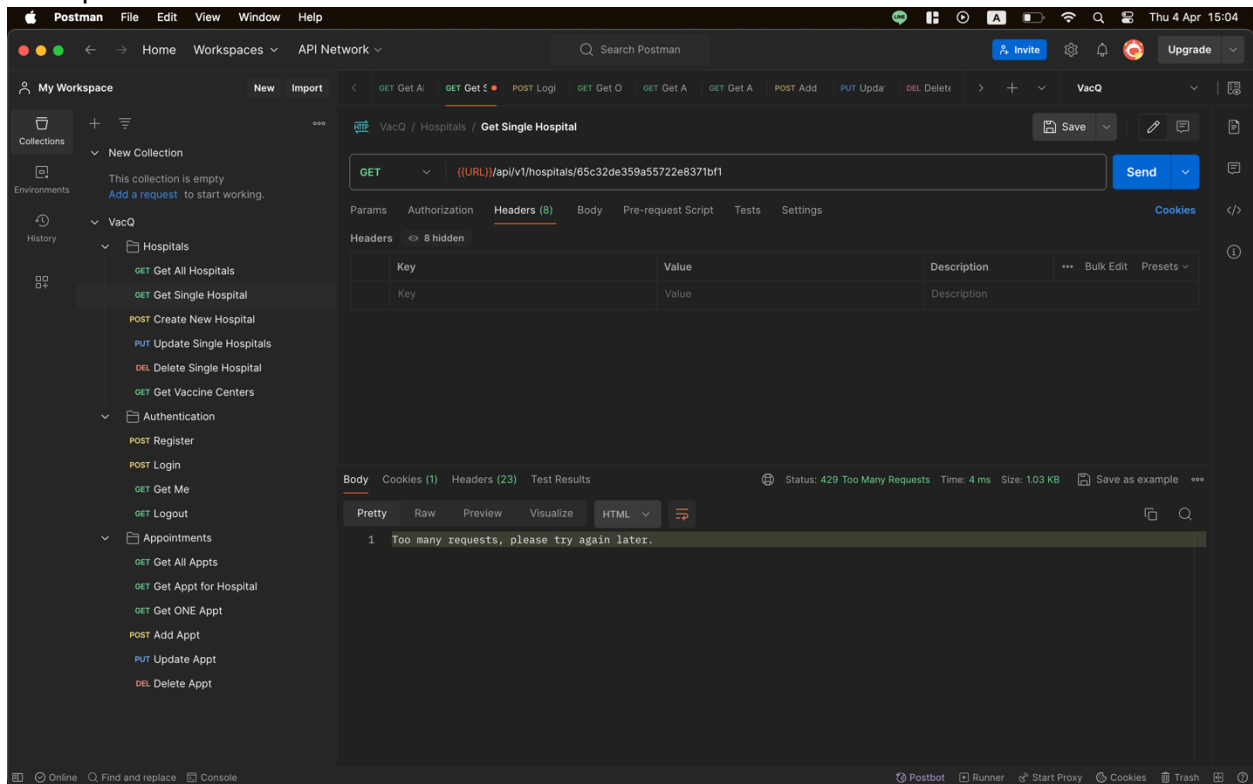 Postman File Edit View Window Help A Thu 4 Apr 15:04
Home Workspaces API Network Search Postman Invite Upgrade
My Workspace New Import GET Get Al GET Get S POST Logi GET Get O GET Get A GET Get A POST Add PUT Updat DEL Delete VacQ
Collections
Environments
History
New Collection
This collection is empty
Add a request to start working.
VacQ
Hospitals
GET Get All Hospitals
GET Get Single Hospital
POST Create New Hospital
PUT Update Single Hospitals
DEL Delete Single Hospital
GET Get Vaccine Centers
Authentication
POST Register
POST Login
GET Get Me
GET Logout
Appointments
GET Get All Appts
GET Get Appt for Hospital
GET Get ONE Appt
POST Add Appt
PUT Update Appt
DEL Delete Appt
HTTP VacQ / Hospitals / Get Single Hospital Save
GET {{URL}}/api/v1/hospitals/65c32de359a55722e8371bf1 Send
Params Authorization Headers (8) Body Pre-request Script Tests Settings Cookies
Headers 8 hidden
Key Value Description Bulk Edit Presets
Key Value Description
Body Cookies (1) Headers (23) Test Results Status: 429 Too Many Requests Time: 4 ms Size: 1.03 KB Save as example
Pretty Raw Preview Visualize HTML
1 Too many requests, please try again later.
Online Find and replace Console Postbot Runner Start Proxy Cookies Trash